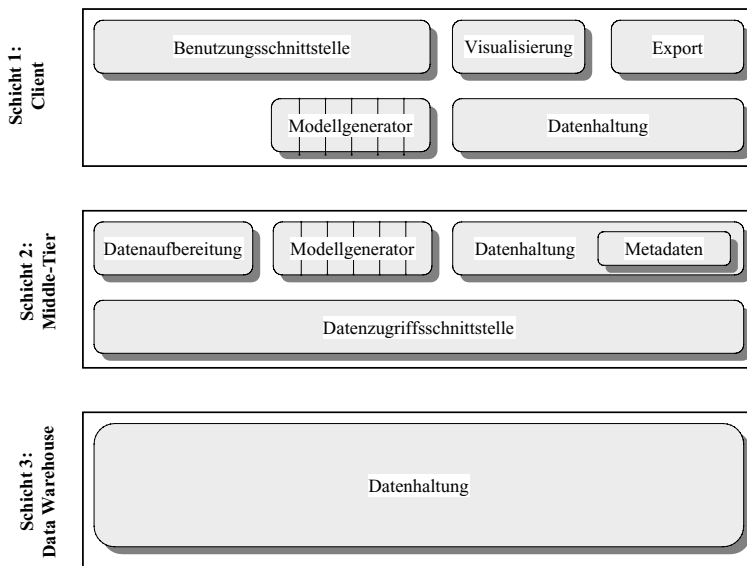 Schicht 1:
Client
Benutzungsschnittstelle
Visualisierung
Export
Modellgenerator
Datenhaltung
Schicht 2:
Middle-Tier
Datenaufbereitung
Modellgenerator
Datenhaltung
Metadaten
Datenzugriffsschnittstelle
Schicht 3:
Data Warehouse
Datenhaltung